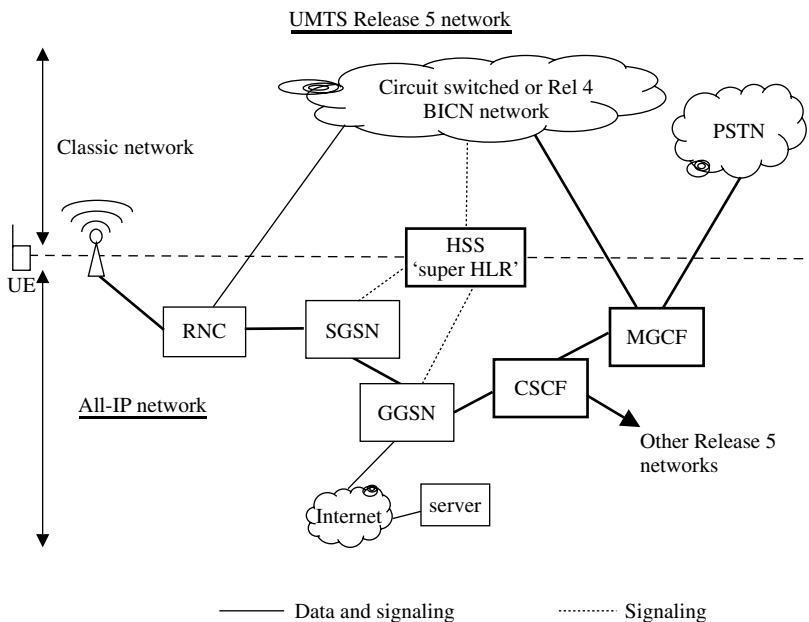 UMTS Release 5 network
Circuit switched or Rel 4
BICN network
PSTN
Classic network
HSS
‘super HLR’
UE
RNC
SGSN
MGCF
CSCF
GGSN
All-IP network
Other Release 5
networks
Internet
server
Data and signaling
Signaling